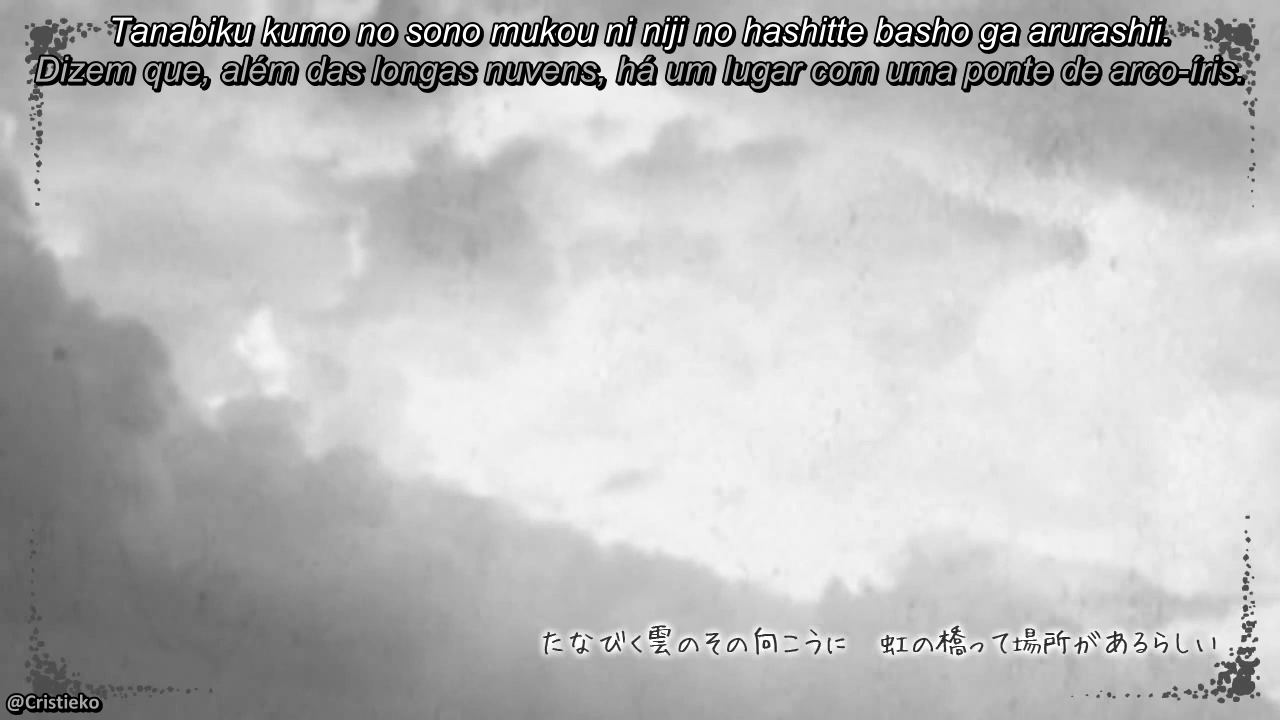 Tanabiku kumo no sono mukou ni niji no hashitte basho ga arurashii.
Dizem que, além das longas nuvens, há um lugar com uma ponte de arco-íris.
たなびく雲のその向こうに　虹の橋って場所があるらしい
@Cristieko